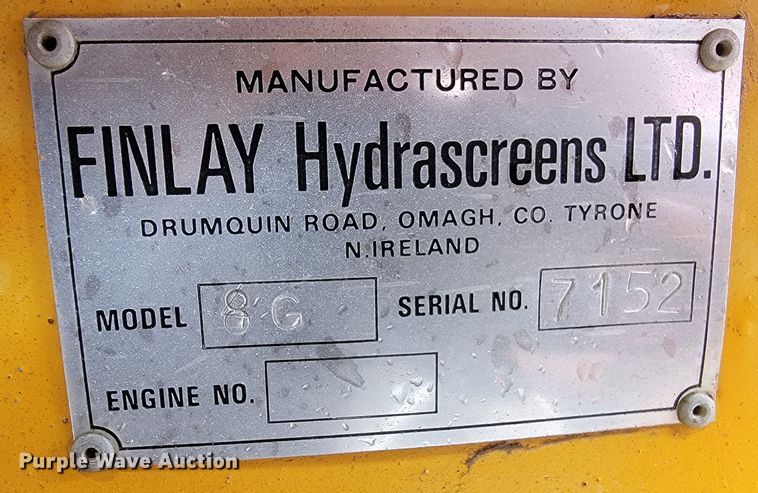 MANUFACTURED BY
FINLAY Hydrascreens LTD.
DRUMQUIN ROAD, OMAGH, CO. TYRONE
N.IRELAND
MODEL 8G SERIAL NO. 7152
ENGINE NO.
Purple Wave Auction